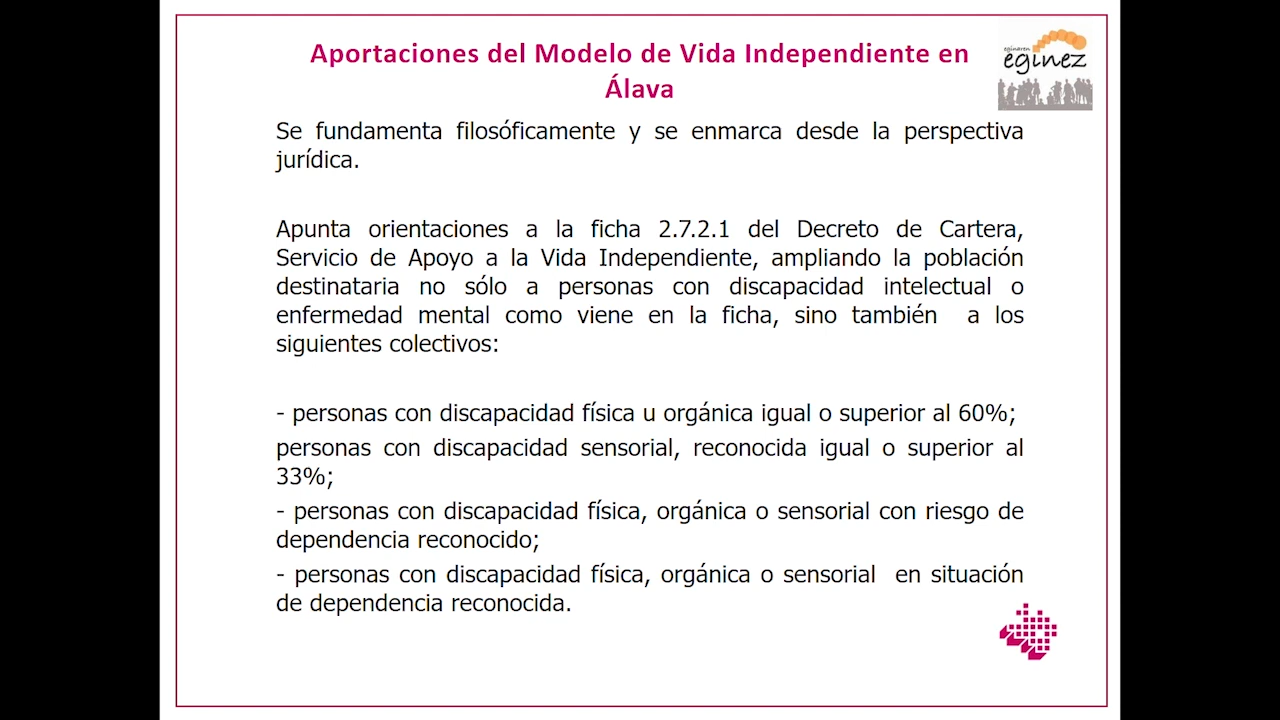 Aportaciones del Modelo de Vida Independiente en
Álava
eginaren
eginez
Se fundamenta filosóficamente y se enmarca desde la perspectiva
jurídica.
Apunta orientaciones a la ficha 2.7.2.1 del Decreto de Cartera,
Servicio de Apoyo a la Vida Independiente, ampliando la población
destinataria no sólo a personas con discapacidad intelectual o
enfermedad mental como viene en la ficha, sino también a los
siguientes colectivos:
- personas con discapacidad física u orgánica igual o superior al 60%;
personas con discapacidad sensorial, reconocida igual o superior al
33%;
- personas con discapacidad física, orgánica o sensorial con riesgo de
dependencia reconocido;
- personas con discapacidad física, orgánica o sensorial en situación
de dependencia reconocida.